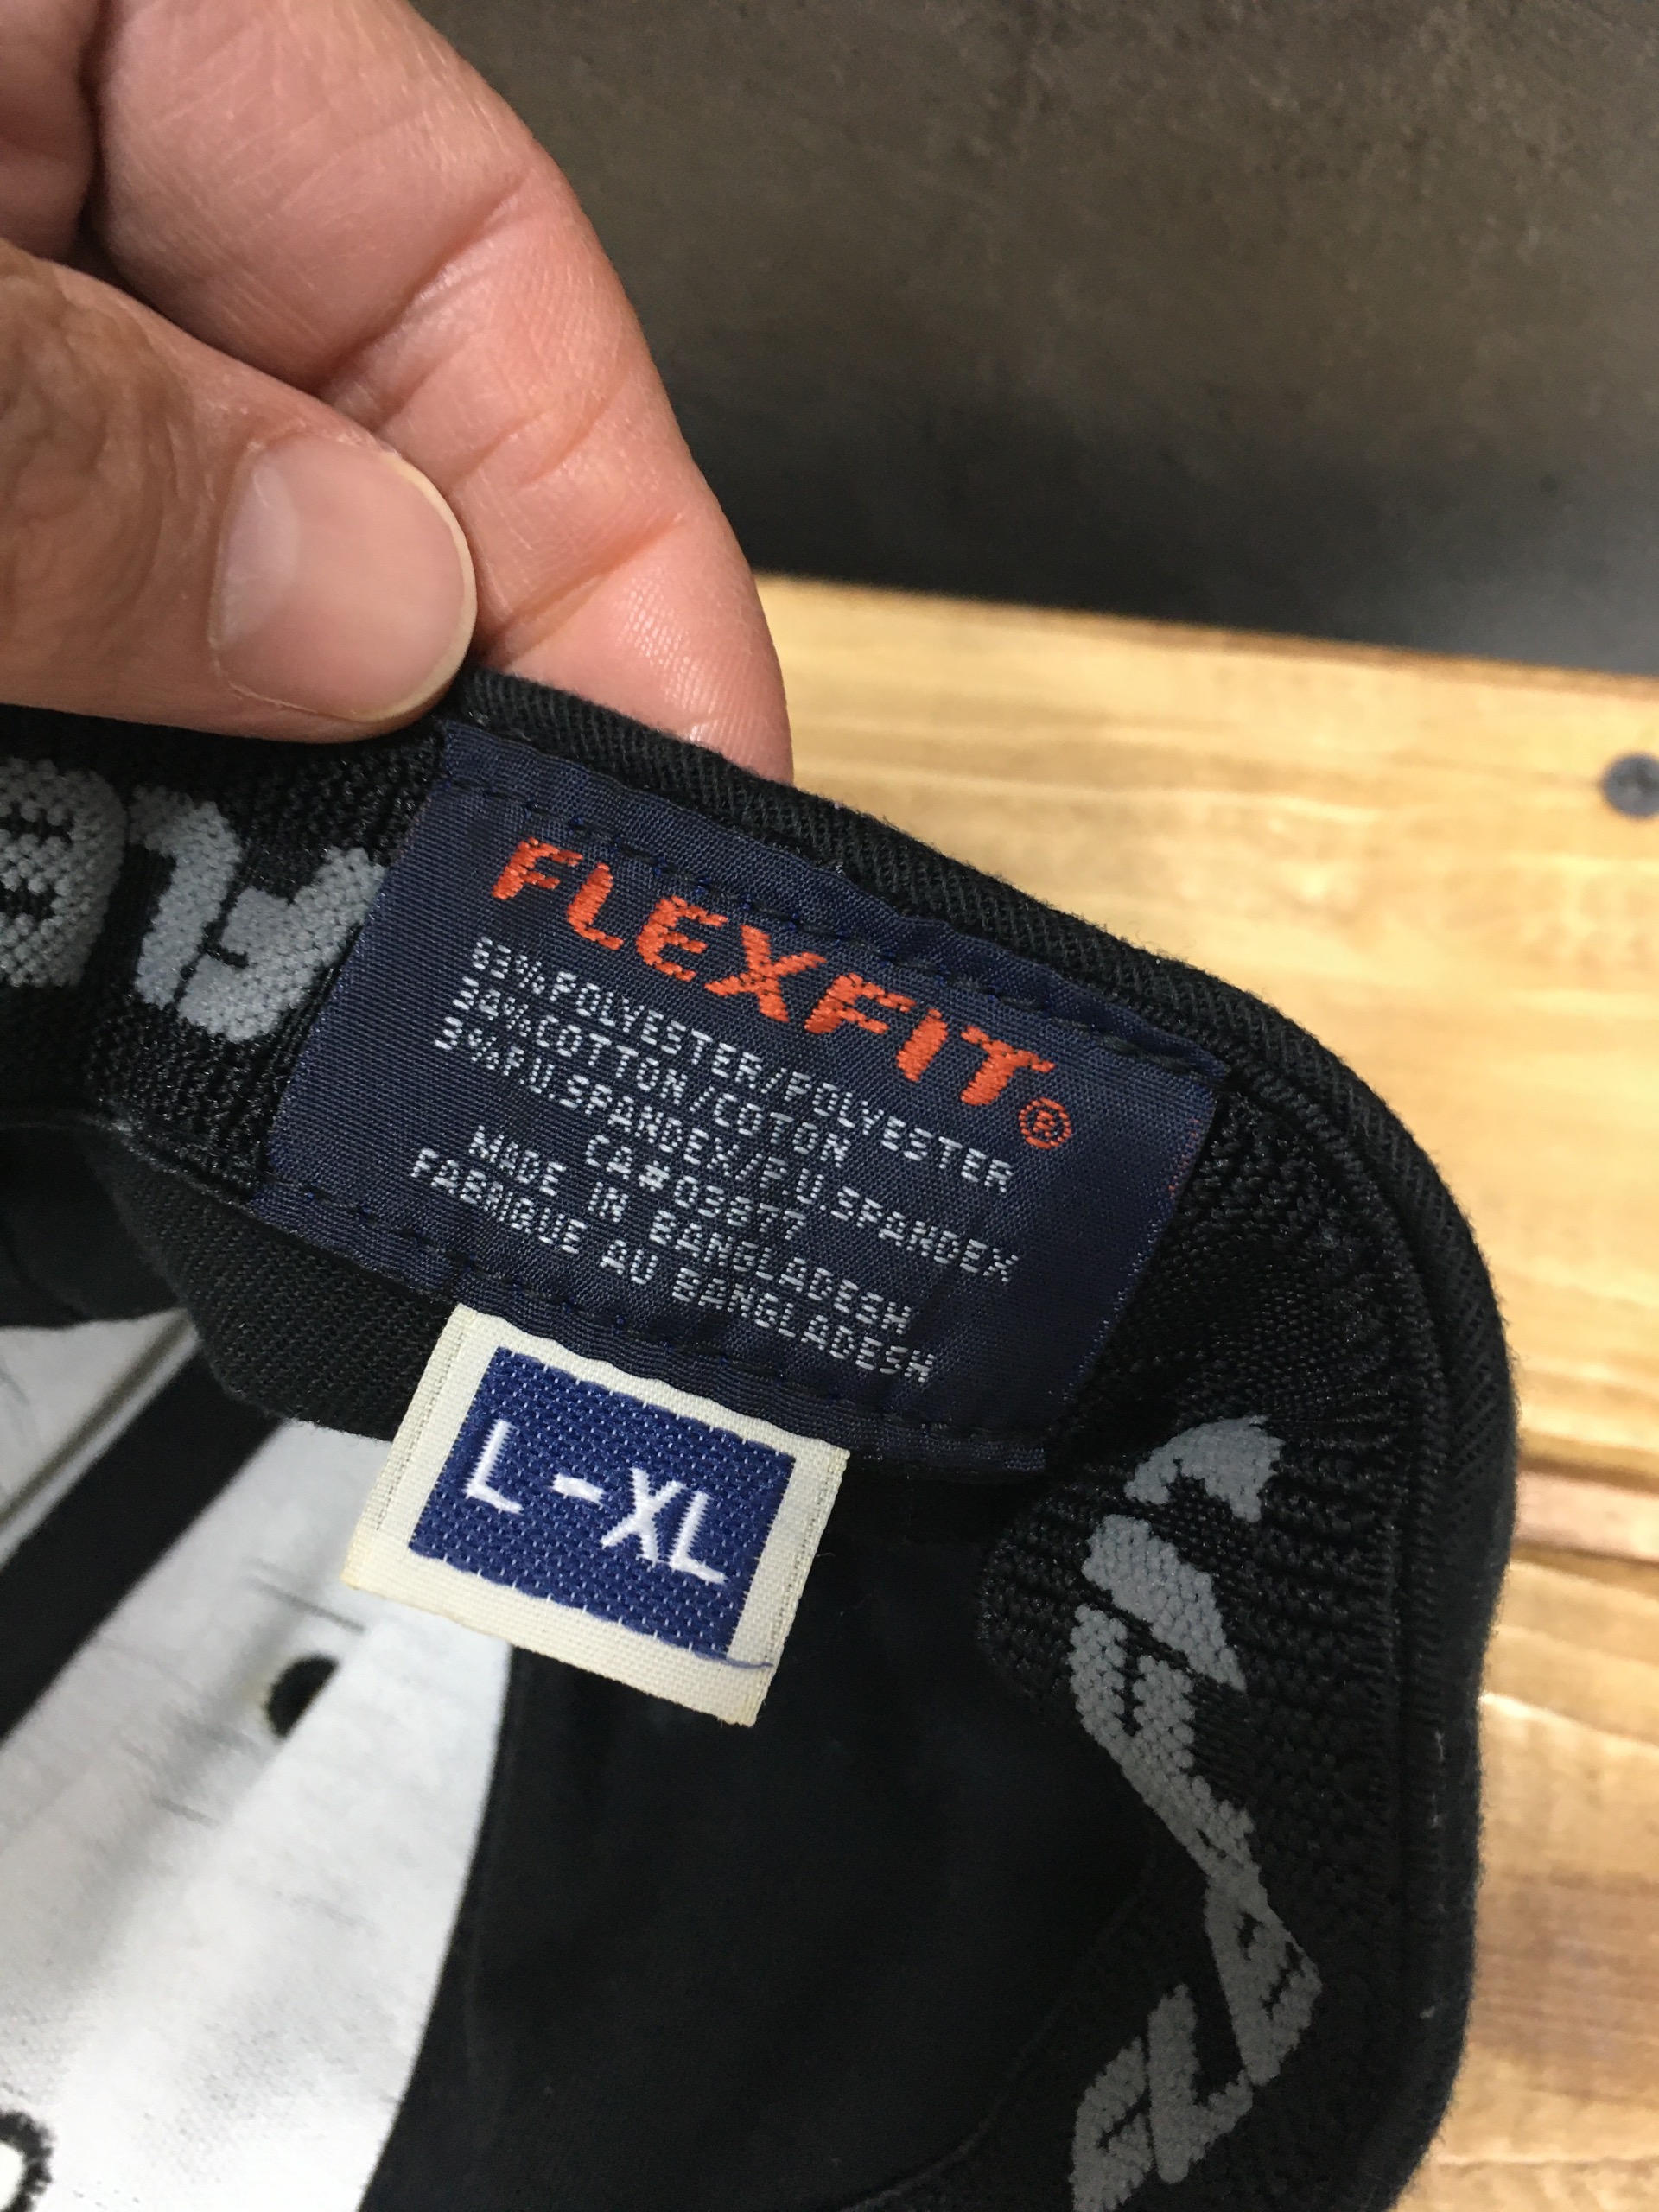 FLEXFIT®
63%POLYESTER/POLYESTER
34%COTTON/COTON
3%P.U.SPANDEX/P.U.SPANDEX
CA#03877
MADE IN BANGLADESH
FABRIQUE AU BANGLADESH
L-XL